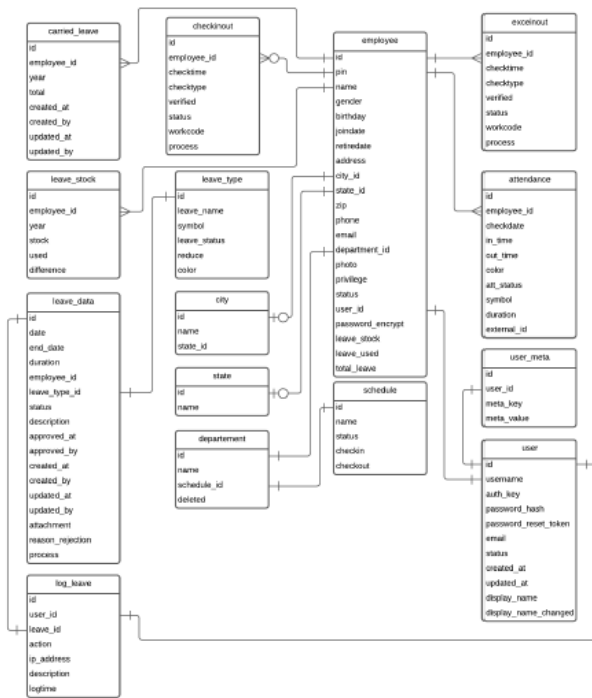 carried_leave
id
employee_id
year
total
created_at
created_by
updated_at
updated_by
checkinout
id
employee_id
checktime
checktype
verified
status
workcode
process
employee
id
pin
name
gender
birthday
joindate
retiredate
address
city_id
state_id
zip
phone
email
department_id
photo
privilege
status
user_id
password_encrypt
leave_stock
leave_used
total_leave
exceinout
id
employee_id
checktime
checktype
verified
status
workcode
process
leave_stock
id
employee_id
year
stock
used
difference
leave_type
id
leave_name
symbol
leave_status
reduce
color
attendance
id
employee_id
checkdate
in_time
out_time
color
att_status
symbol
duration
external_id
leave_data
id
date
end_date
duration
employee_id
leave_type_id
status
description
approved_at
approved_by
created_at
created_by
updated_at
updated_by
attachment
reason_rejection
process
city
id
name
state_id
state
id
name
departement
id
name
schedule_id
deleted
schedule
id
name
status
checkin
checkout
user_meta
id
user_id
meta_key
meta_value
user
id
username
auth_key
password_hash
password_reset_token
email
status
created_at
updated_at
display_name
display_name_changed
log_leave
id
user_id
leave_id
action
ip_address
description
logtime